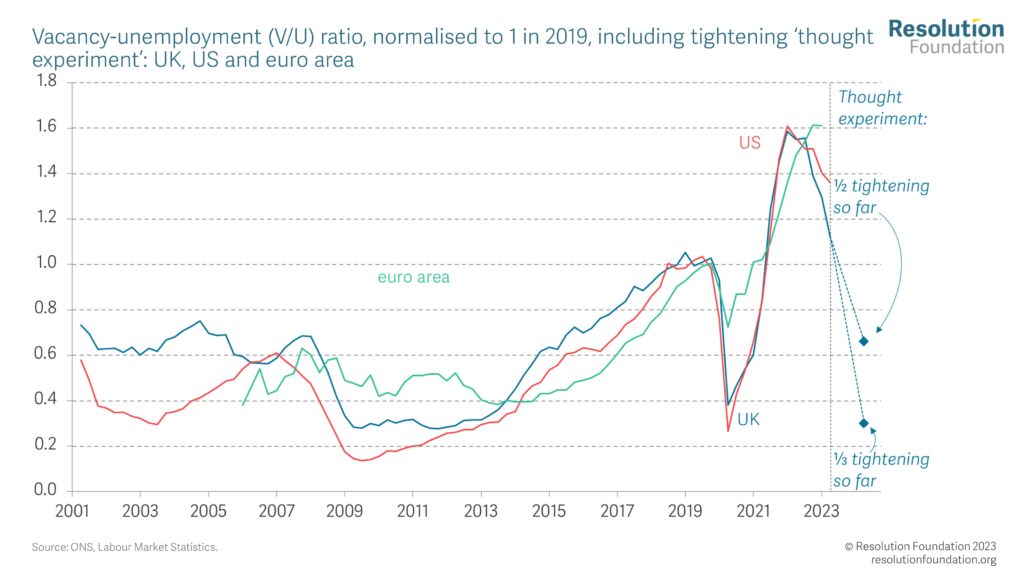 Vacancy-unemployment (V/U) ratio, normalised to 1 in 2019, including tightening ‘thought
experiment’: UK, US and euro area
Resolution
Foundation
1.8
1.6
1.4
1.2
1.0
0.8
0.6
0.4
0.2
0.0
Thought
experiment:
US
½ tightening
so far
euro area
UK
⅓ tightening
so far
2001
2003
2005
2007
2009
2011
2013
2015
2017
2019
2021
2023
Source: ONS, Labour Market Statistics.
© Resolution Foundation 2023
resolutionfoundation.org